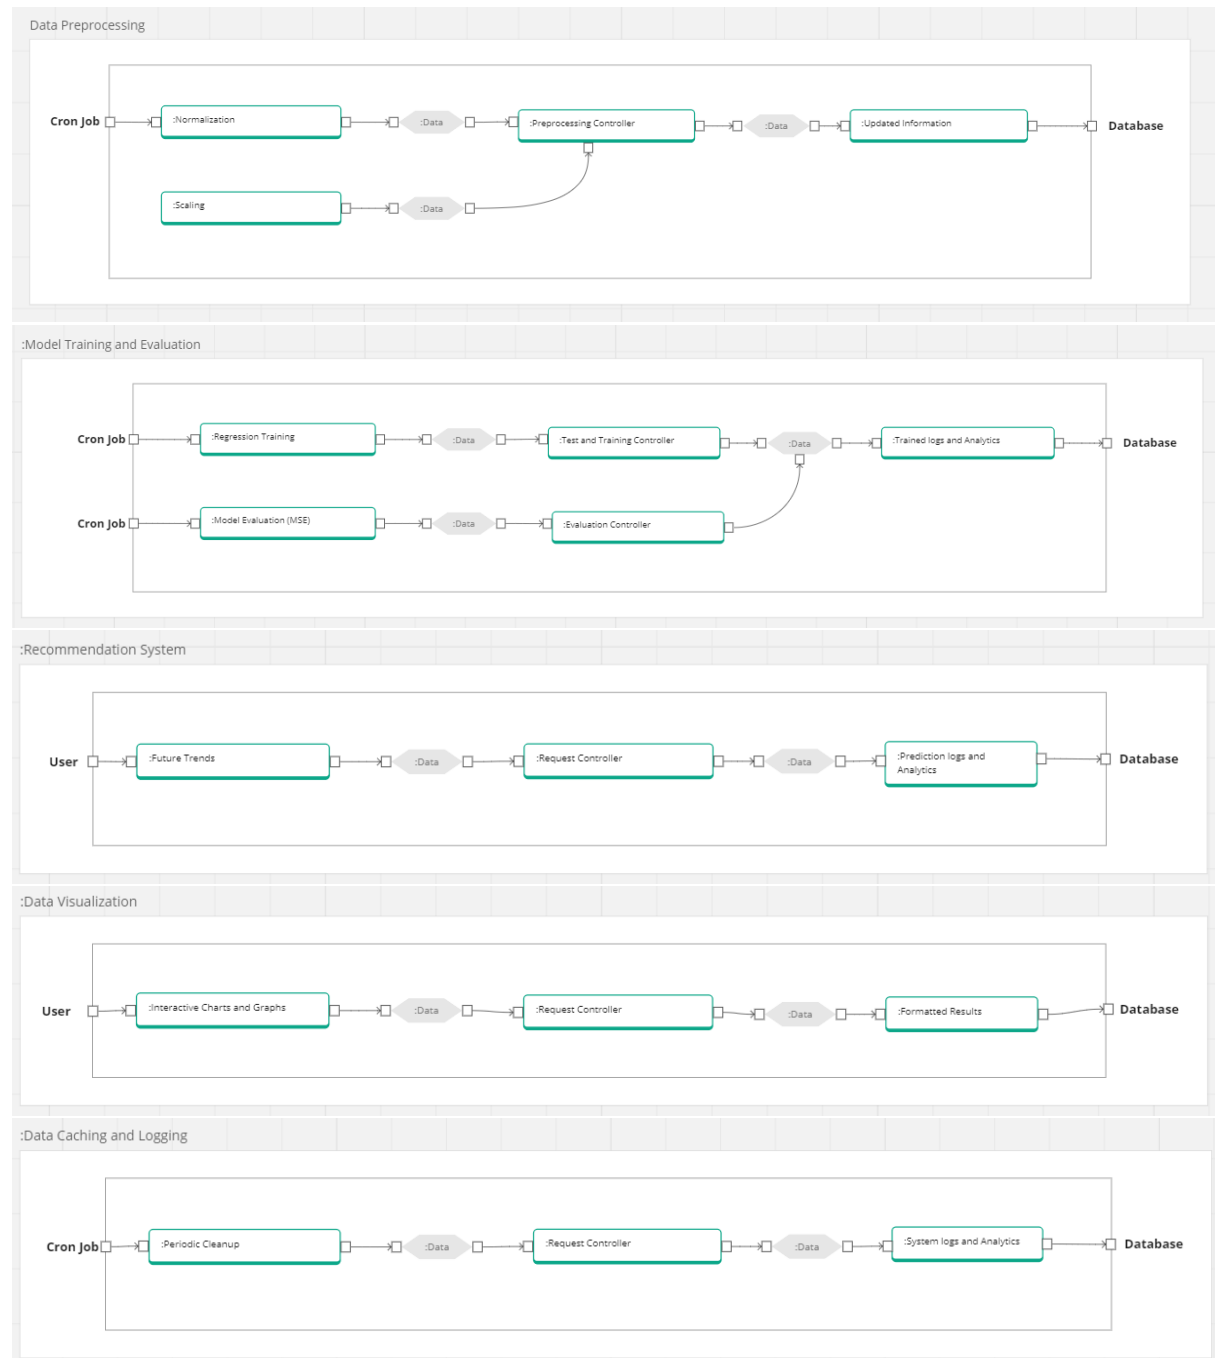 Data Preprocessing
Cron Job
:Normalization
:Data
:Preprocessing Controller
:Data
:Updated Information
Database
:Scaling
:Data
:Model Training and Evaluation
Cron Job
:Regression Training
:Data
:Test and Training Controller
:Data
:Trained logs and Analytics
Database
Cron Job
:Model Evaluation (MSE)
:Data
:Evaluation Controller
:Recommendation System
User
:Future Trends
:Data
:Request Controller
:Data
:Prediction logs and
Analytics
Database
:Data Visualization
User
:Interactive Charts and Graphs
:Data
:Request Controller
:Data
:Formatted Results
Database
:Data Caching and Logging
Cron Job
:Periodic Cleanup
:Data
:Request Controller
:Data
:System logs and Analytics
Database